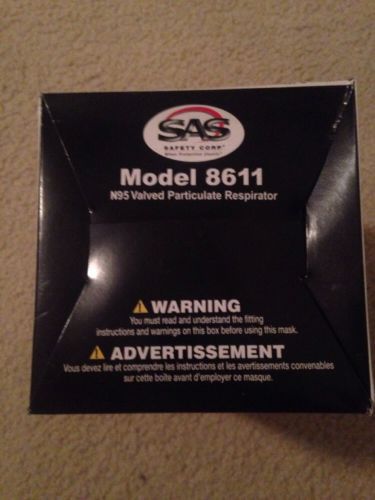 SAS
SAFETY CORP.
Model 8611
N95 Valved Particulate Respirator
⚠ WARNING
You must read and understand the fitting
instructions and warnings on this box before using this mask.
⚠ ADVERTISSEMENT
Vous devez lire et comprendre les instructions et les avertissements convenables
sur cette boîte avant d'employer ce masque.